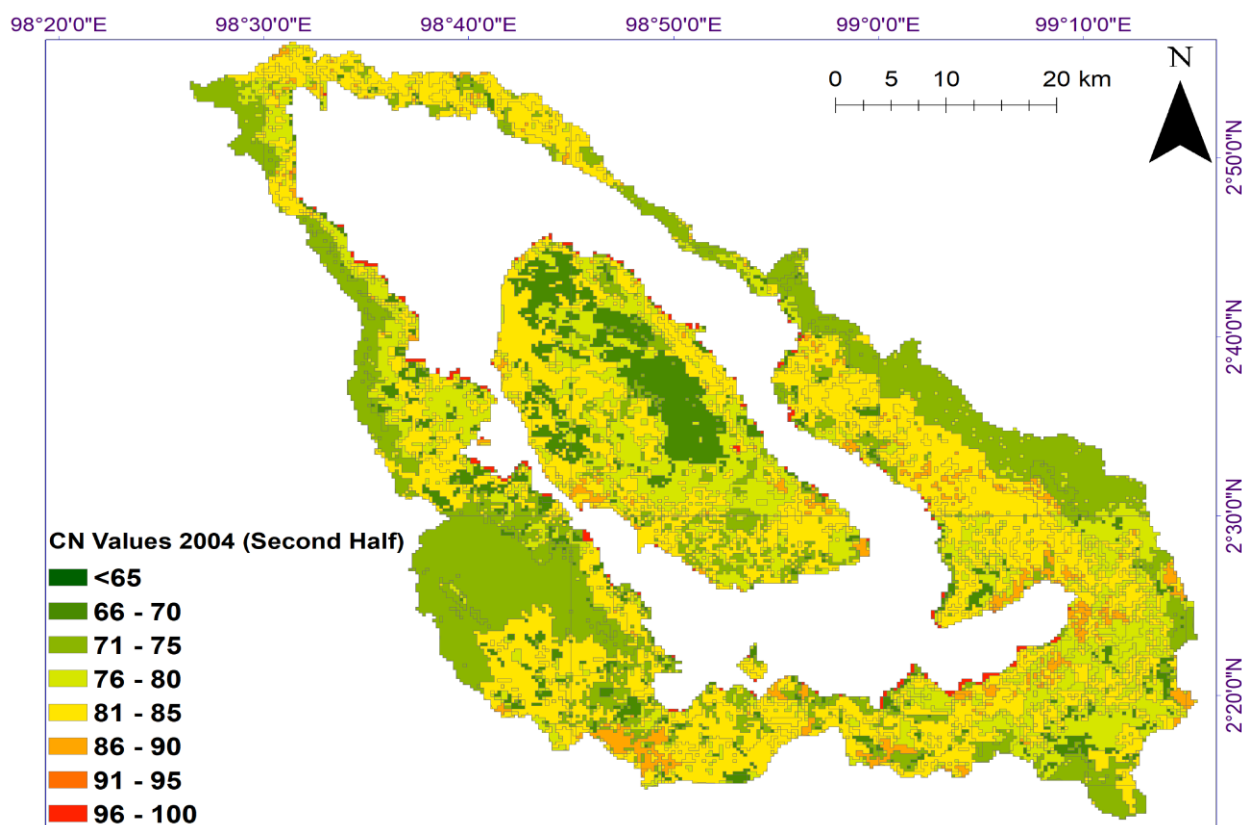 98°20'0"E 98°30'0"E 98°40'0"E 98°50'0"E 99°0'0"E 99°10'0"E
N
0 5 10 20 km
2°50'0"N
2°40'0"N
2°30'0"N
2°20'0"N
CN Values 2004 (Second Half)
<65
66 - 70
71 - 75
76 - 80
81 - 85
86 - 90
91 - 95
96 - 100